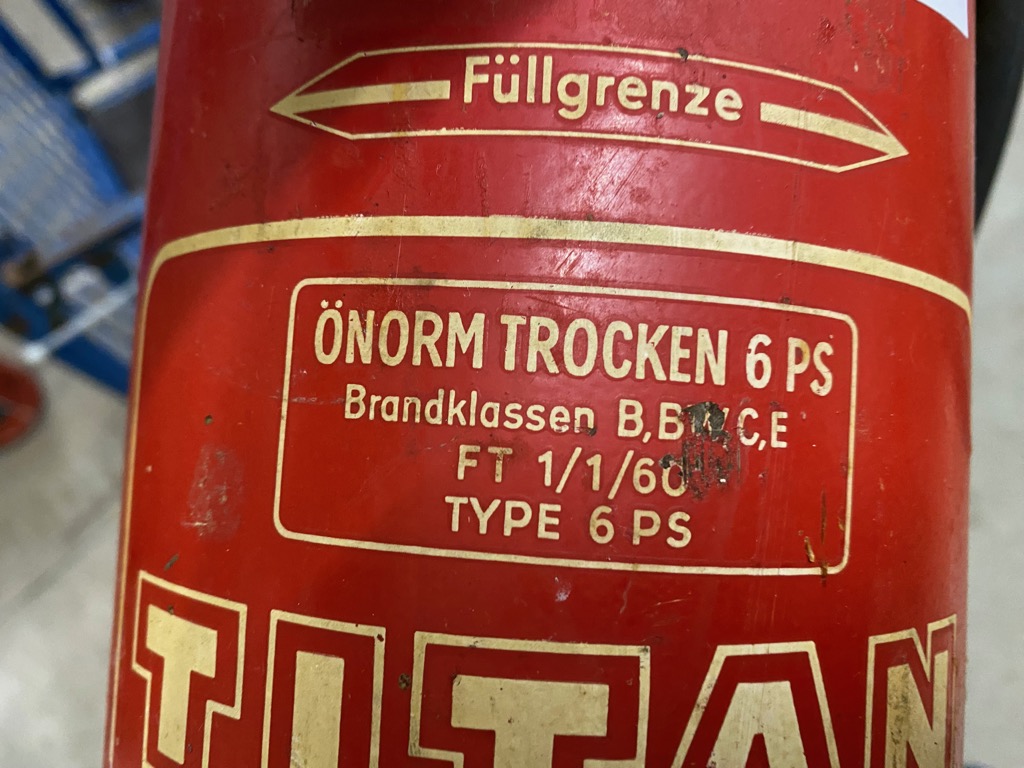 Füllgrenze
ÖNORM TROCKEN 6 PS
Brandklassen C,E
FT 1/1/60
TYPE 6 PS
TITAN